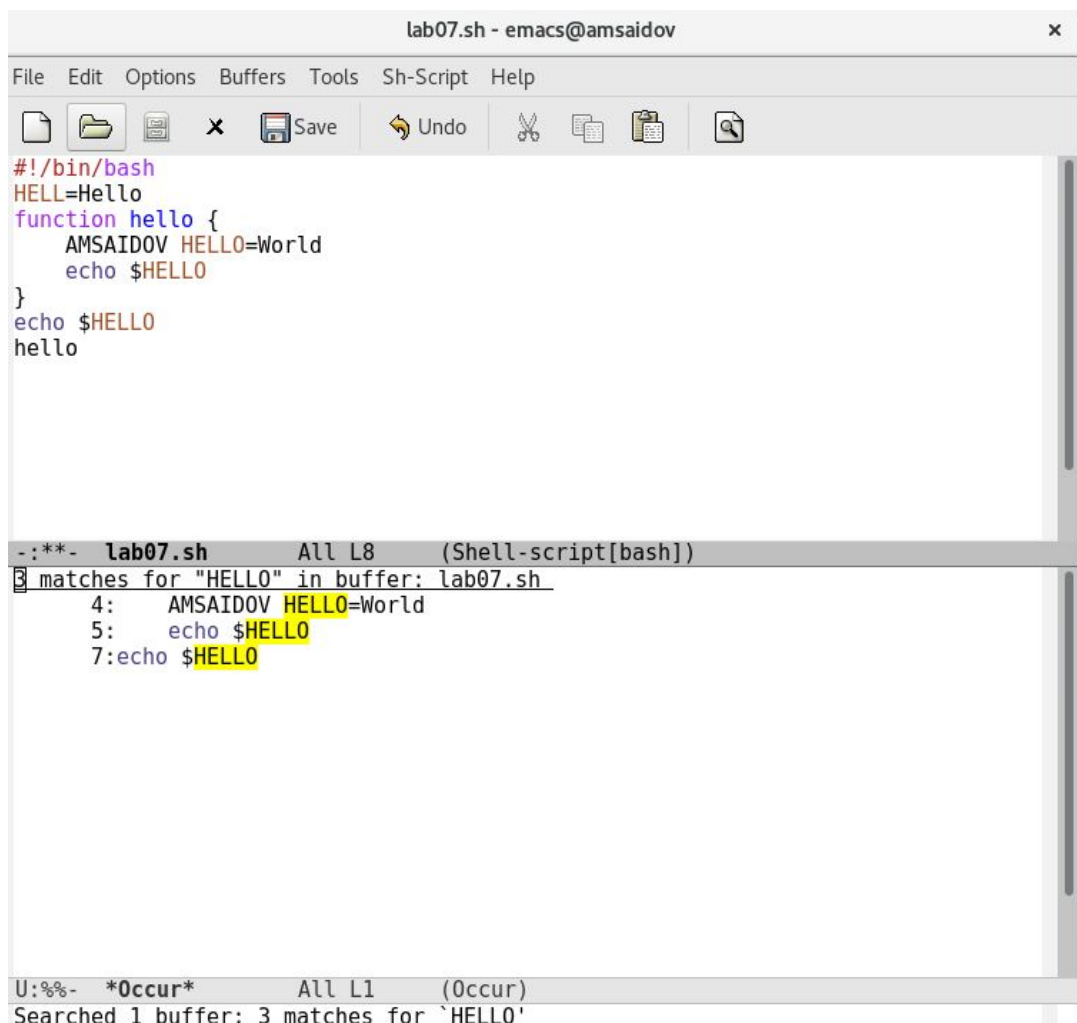 lab07.sh - emacs@amsaidov ×
File Edit Options Buffers Tools Sh-Script Help
Save Undo
#!/bin/bash
HELL=Hello
function hello {
    AMSAIDOV HELLO=World
    echo $HELLO
}
echo $HELLO
hello
-:**-  lab07.sh       All L8     (Shell-script[bash])
3 matches for "HELLO" in buffer: lab07.sh
      4:    AMSAIDOV HELLO=World
      5:    echo $HELLO
      7:echo $HELLO
U:%%-  *Occur*        All L1     (Occur)
Searched 1 buffer; 3 matches for `HELLO'